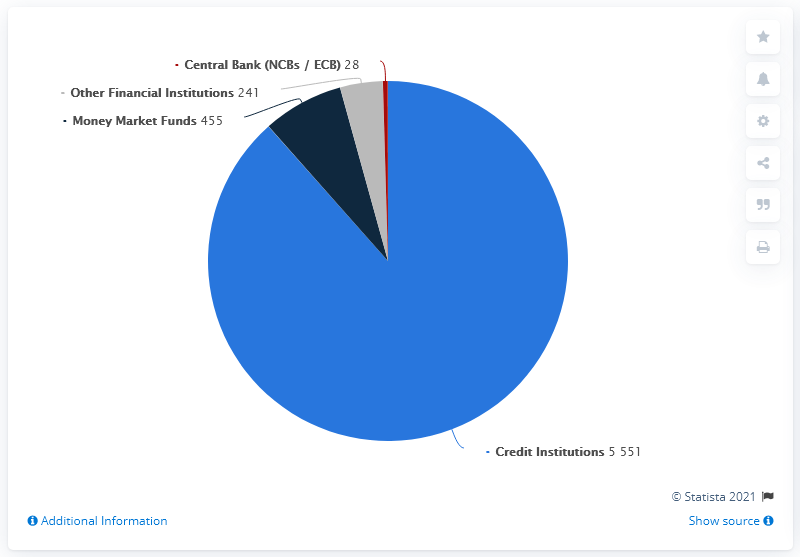 Central Bank (NCBs / ECB) 28
Other Financial Institutions 241
Money Market Funds 455
Credit Institutions 5 551
© Statista 2021
Additional Information
Show source